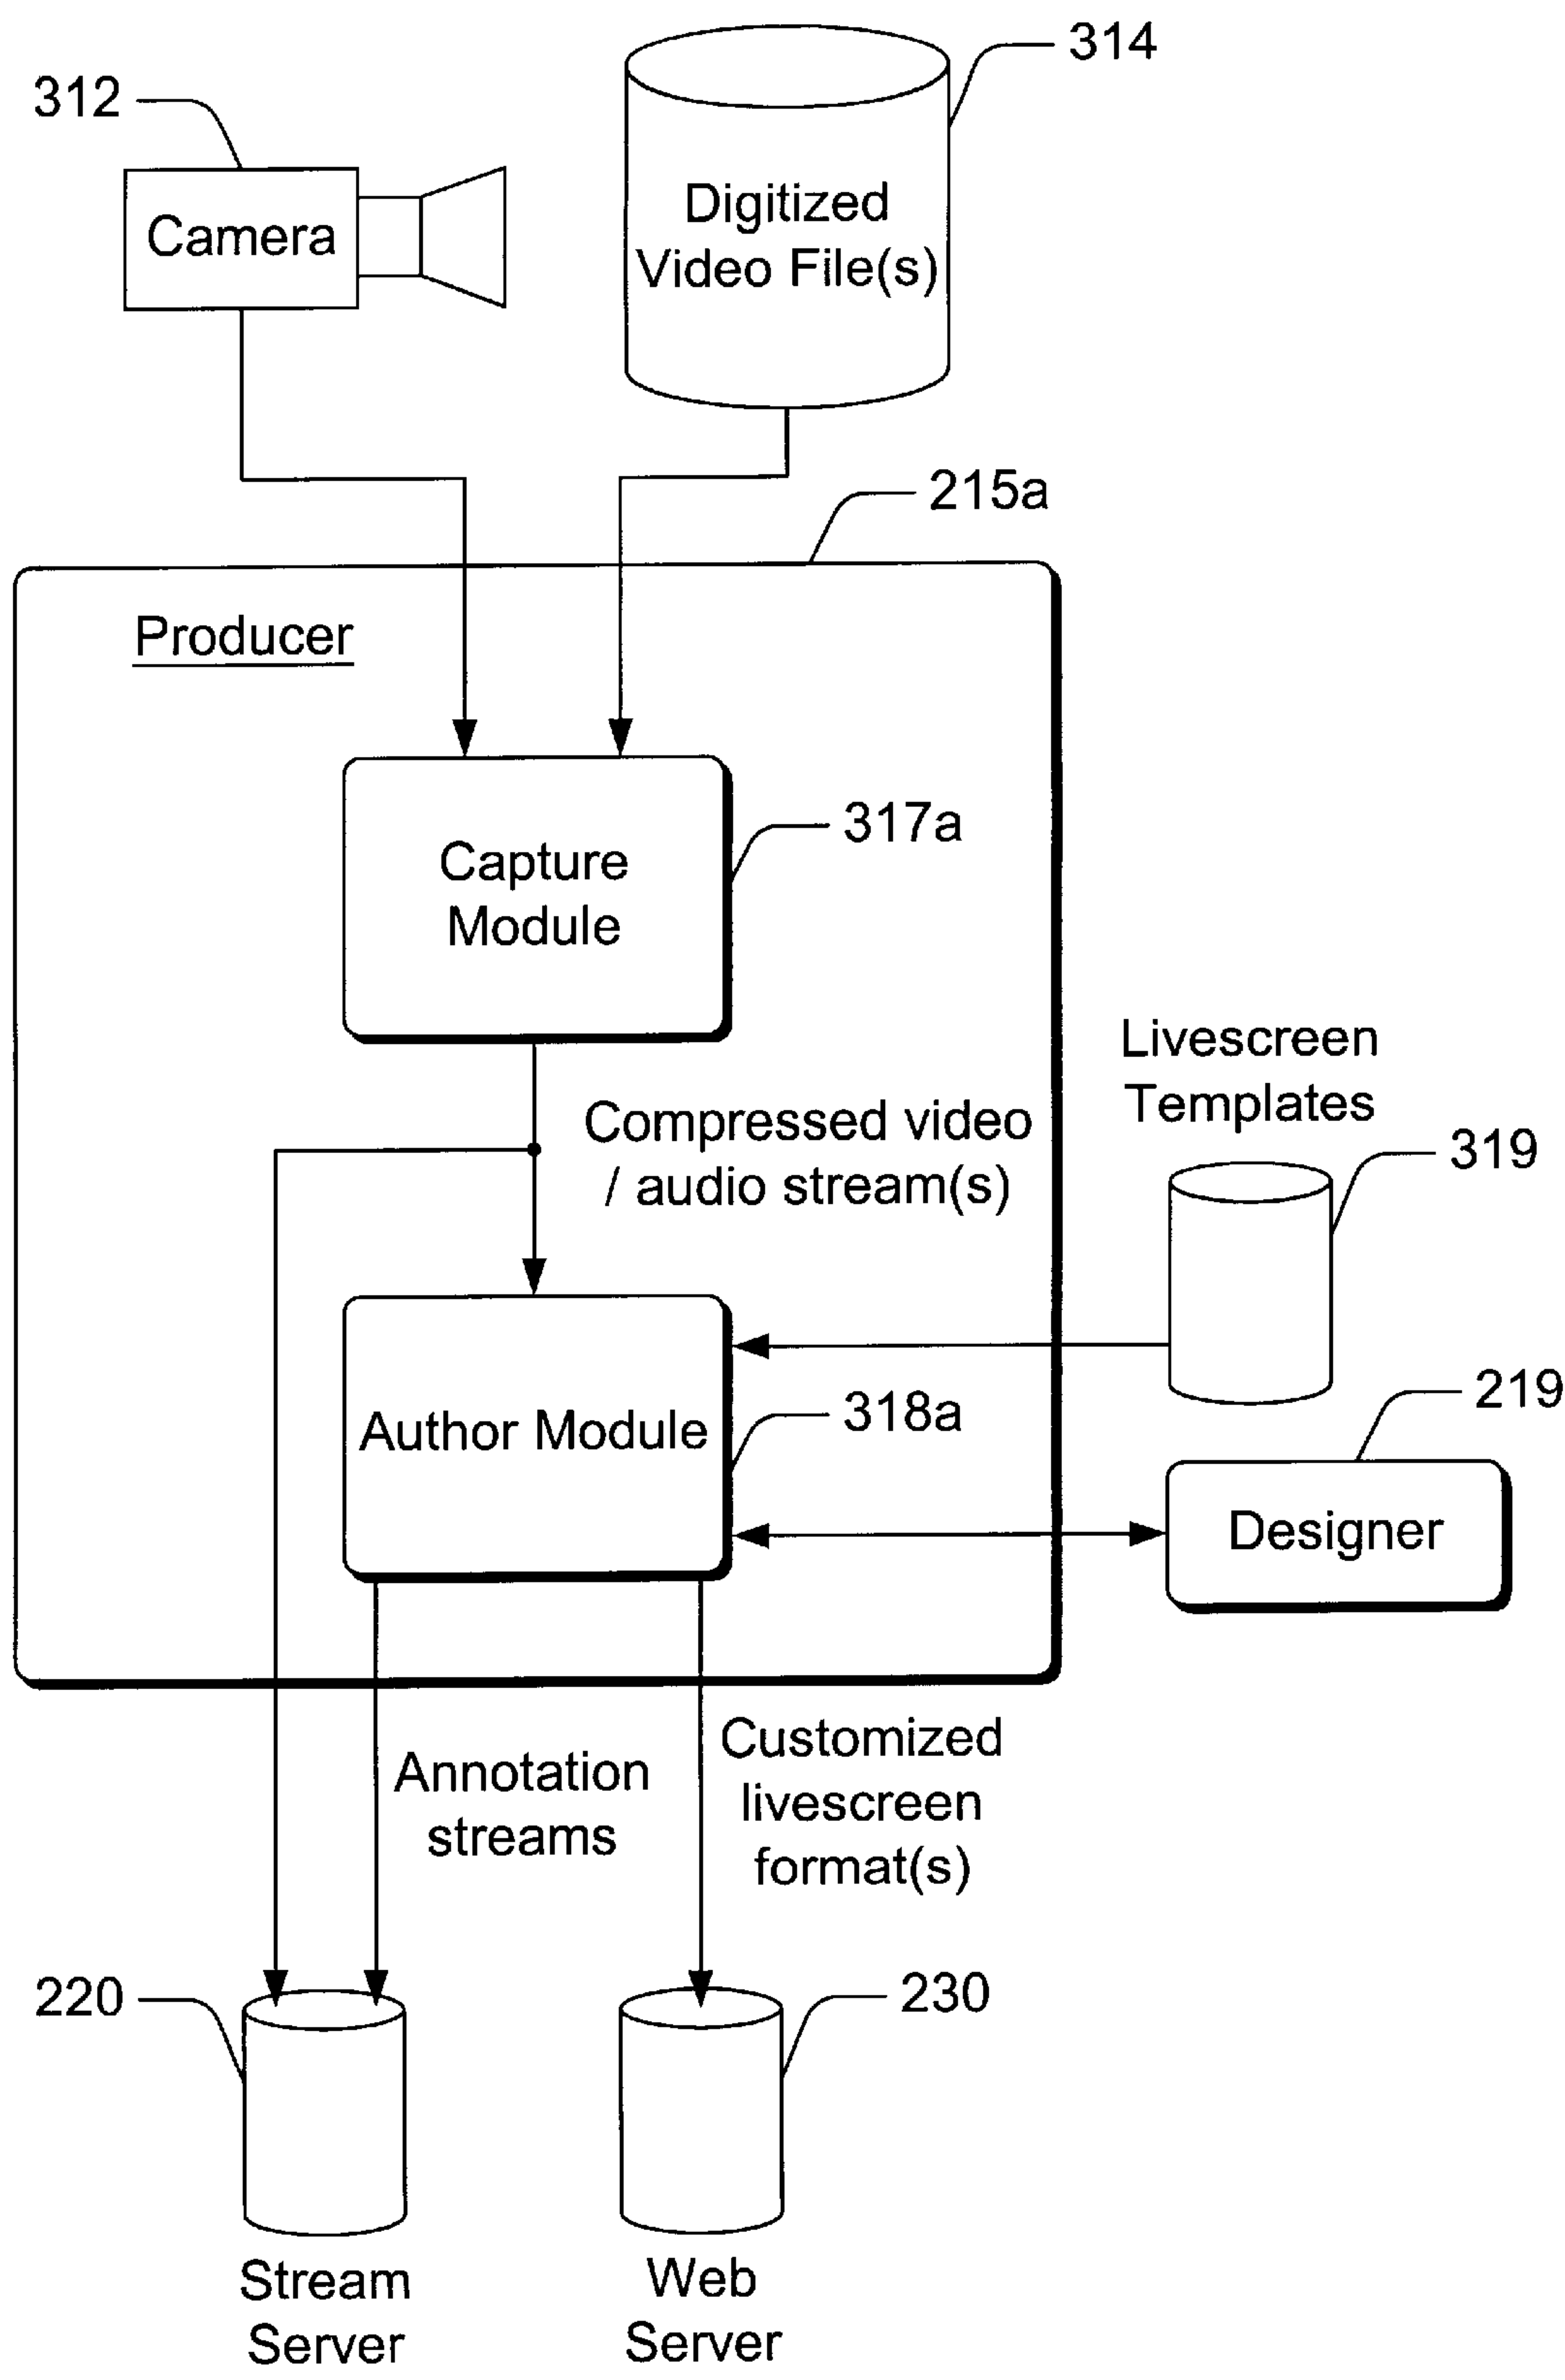 314
312
Camera
Digitized
Video File(s)
215a
Producer
317a
Capture
Module
Livescreen
Templates
Compressed video
/ audio stream(s)
319
Author Module
318a
219
Designer
Customized
livescreen
format(s)
Annotation
streams
220
230
Stream
Server
Web
Server